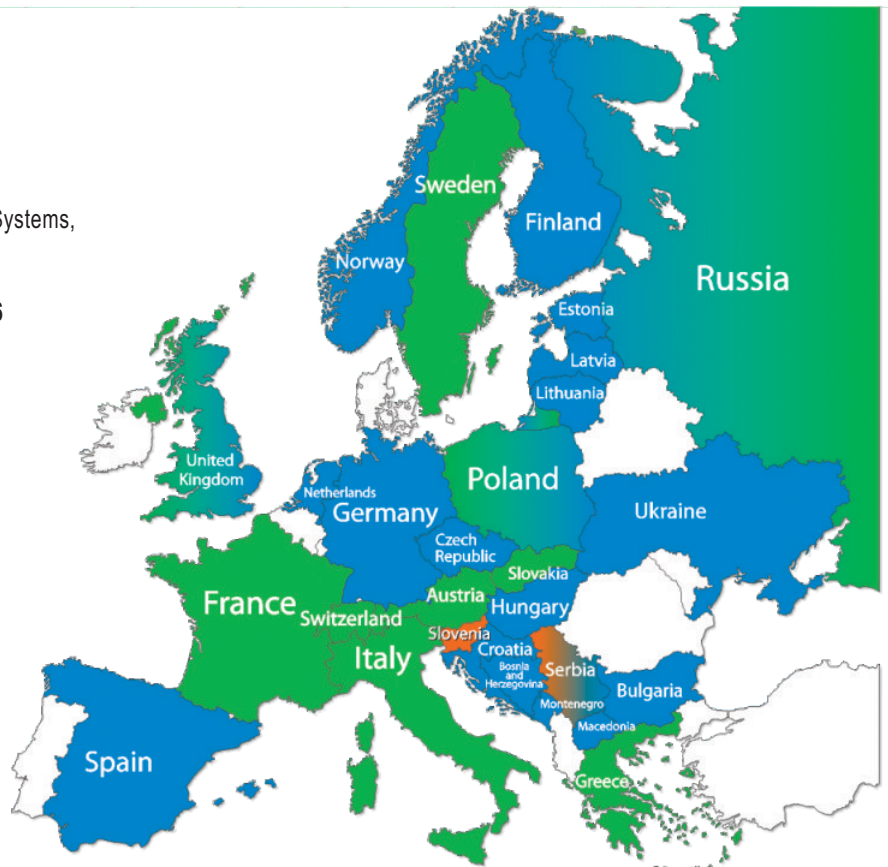 Systems,
6
Sweden
Finland
Norway
Russia
Estonia
Latvia
Lithuania
United
Kingdom
Netherlands
Germany
Poland
Ukraine
Czech
Republic
Slovakia
France
Switzerland
Austria
Hungary
Slovenia
Italy
Croatia
Bosnia
and
Herzegovina
Serbia
Montenegro
Bulgaria
Macedonia
Spain
Greece